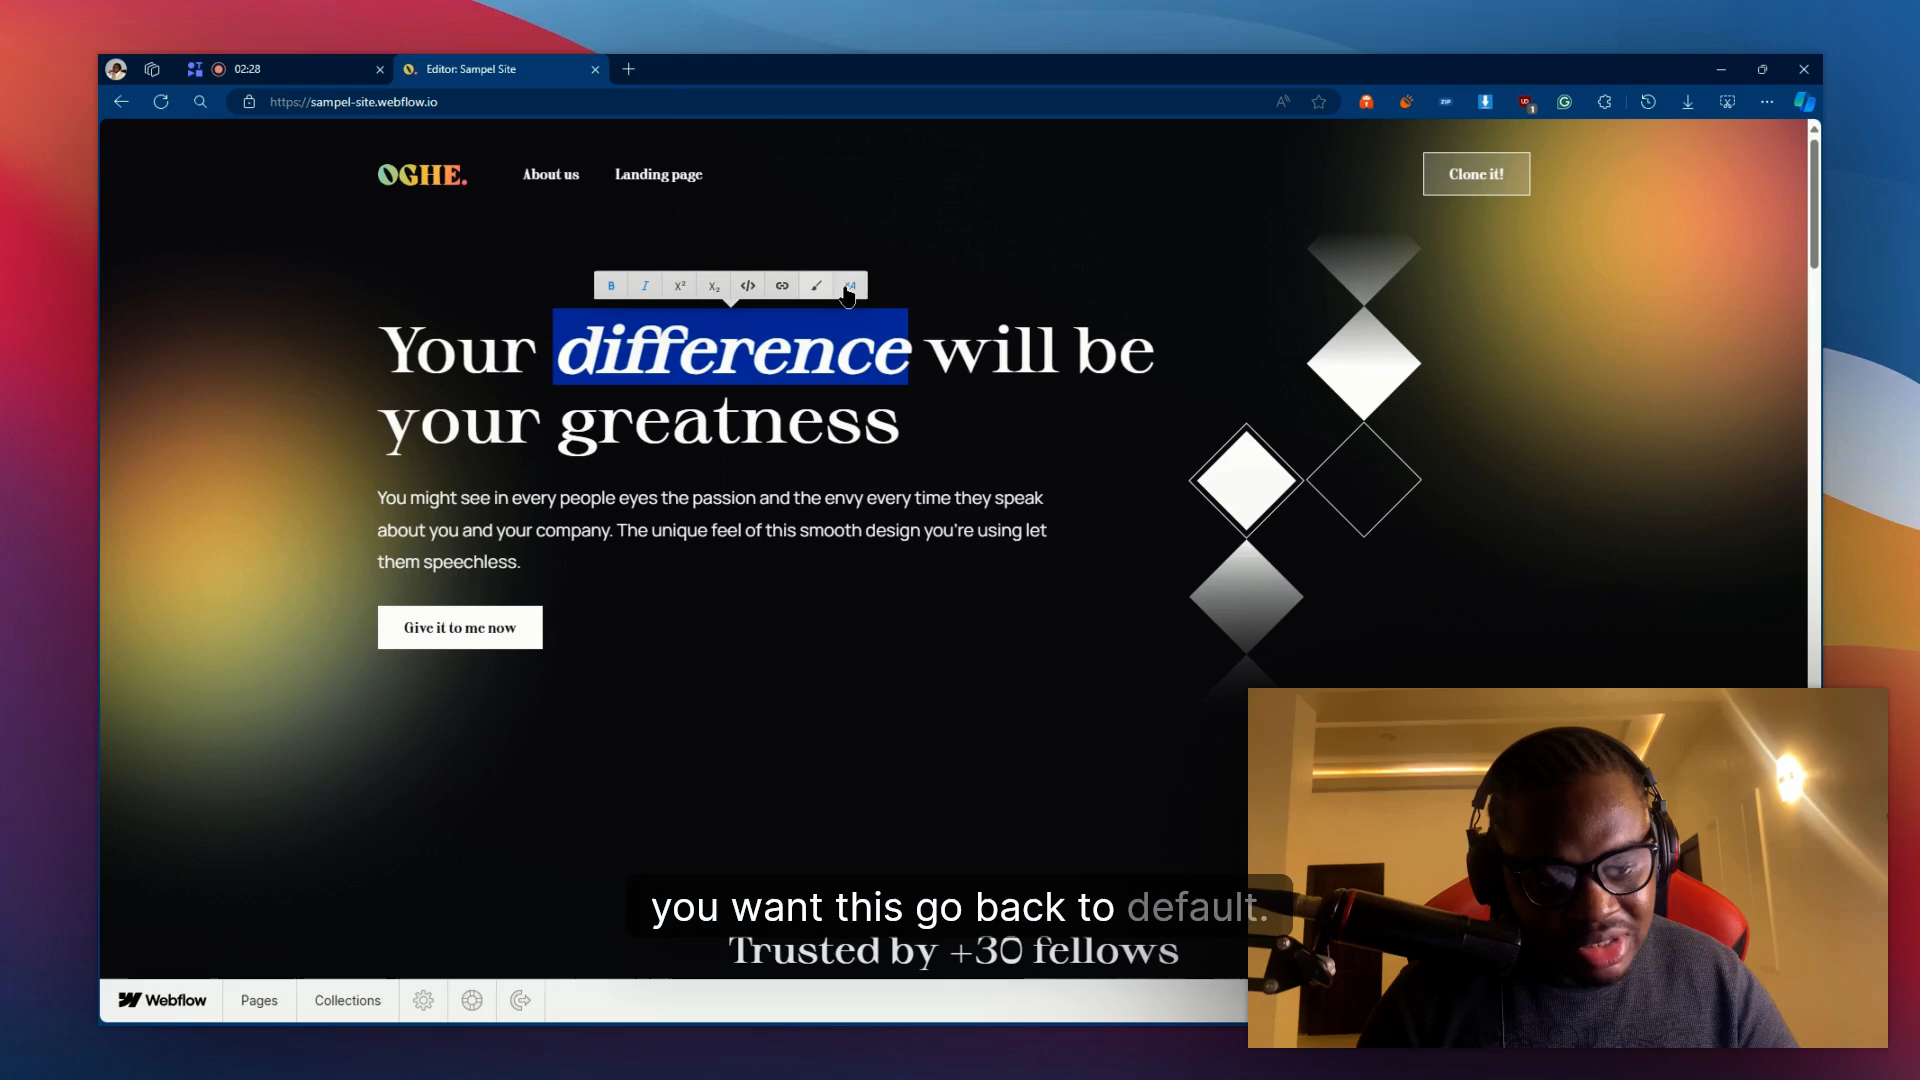 02:28
Editor: Sampel Site
https://sampel-site.webflow.io
OGHE.
About us
Landing page
Clone it!
B I X² X₂ </>
Your difference will be
your greatness
You might see in every people eyes the passion and the envy every time they speak
about you and your company. The unique feel of this smooth design you're using let
them speechless.
Give it to me now
you want this go back to default.
Trusted by +30 fellows
Webflow
Pages
Collections